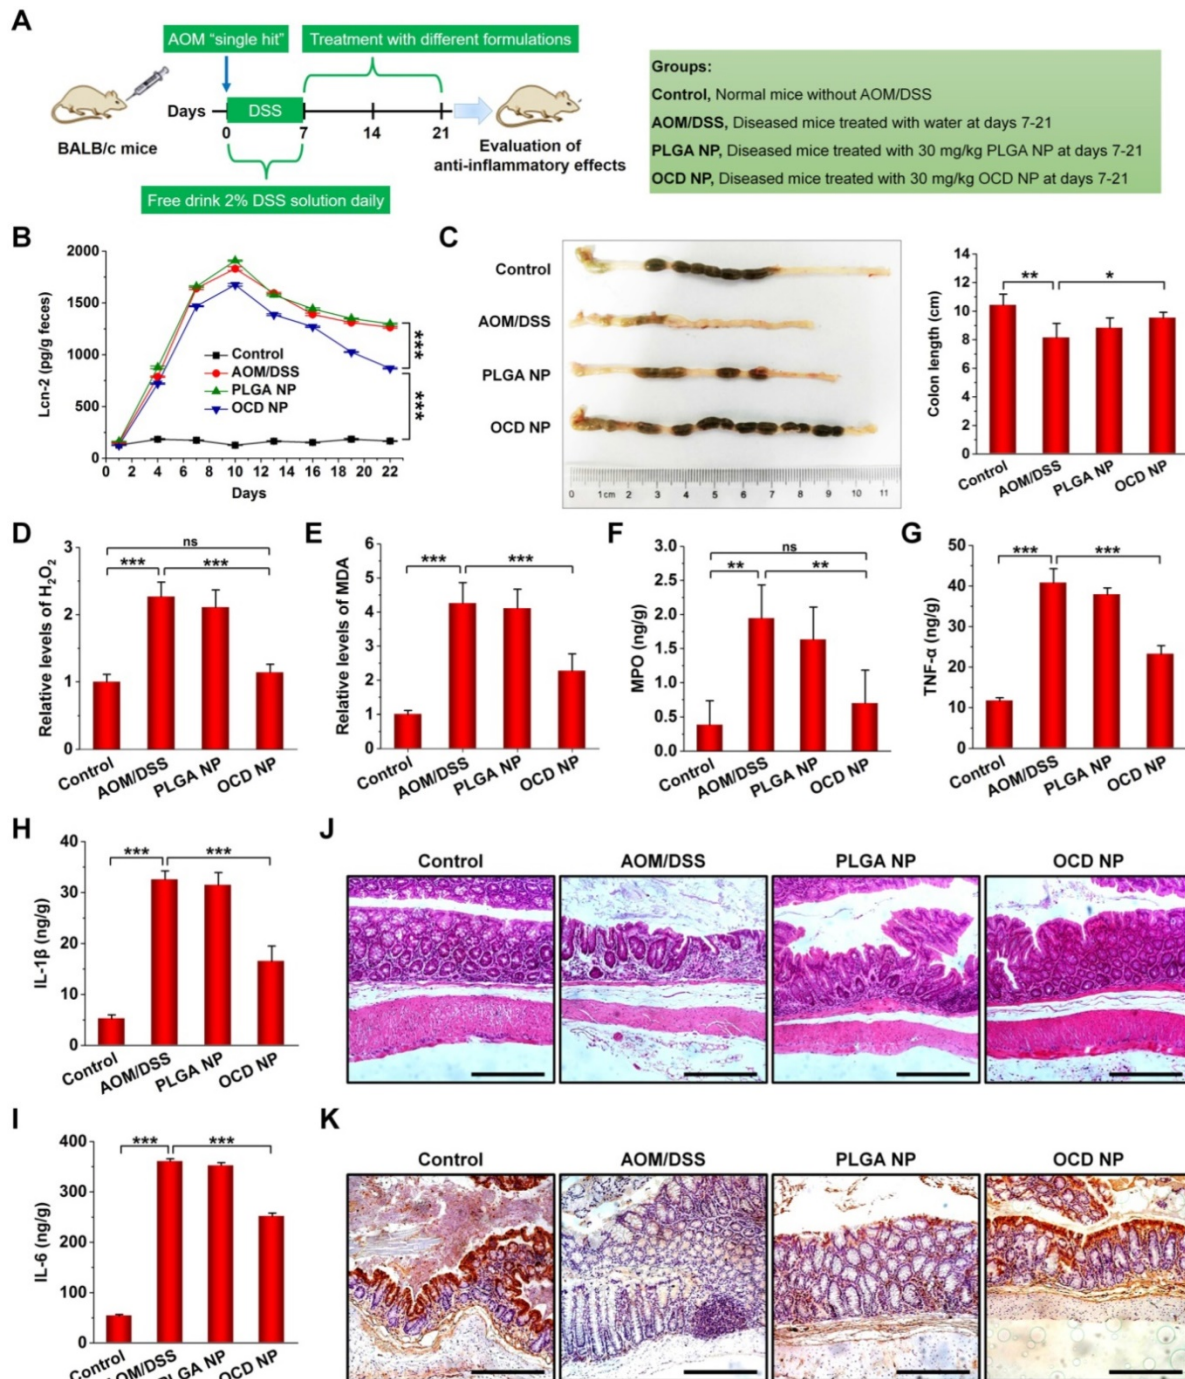 A
AOM "single hit"
Treatment with different formulations
Days
DSS
0
7
14
21
BALB/c mice
Evaluation of
anti-inflammatory effects
Free drink 2% DSS solution daily
Groups:
Control, Normal mice without AOM/DSS
AOM/DSS, Diseased mice treated with water at days 7-21
PLGA NP, Diseased mice treated with 30 mg/kg PLGA NP at days 7-21
OCD NP, Diseased mice treated with 30 mg/kg OCD NP at days 7-21
B
Lcn-2 (pg/g feces)
2000
1500
1000
500
0
Control
AOM/DSS
PLGA NP
OCD NP
***
***
0 2 4 6 8 10 12 14 16 18 20 22
Days
C
Control
AOM/DSS
PLGA NP
OCD NP
0 1cm 2 3 4 5 6 7 8 9 10 11
Colon length (cm)
14
12
10
8
6
4
2
0
** *
Control AOM/DSS PLGA NP OCD NP
D
Relative levels of H₂O₂
3
2
1
0
ns
*** ***
Control AOM/DSS PLGA NP OCD NP
E
Relative levels of MDA
6
5
4
3
2
1
0
*** ***
Control AOM/DSS PLGA NP OCD NP
F
MPO (ng/g)
3.0
2.5
2.0
1.5
1.0
0.5
0.0
ns
** **
Control AOM/DSS PLGA NP OCD NP
G
TNF-α (ng/g)
50
40
30
20
10
0
*** ***
Control AOM/DSS PLGA NP OCD NP
H
IL-1β (ng/g)
40
30
20
10
0
*** ***
Control AOM/DSS PLGA NP OCD NP
J
Control AOM/DSS PLGA NP OCD NP
I
IL-6 (ng/g)
400
300
200
100
0
*** ***
Control AOM/DSS PLGA NP OCD NP
K
Control AOM/DSS PLGA NP OCD NP